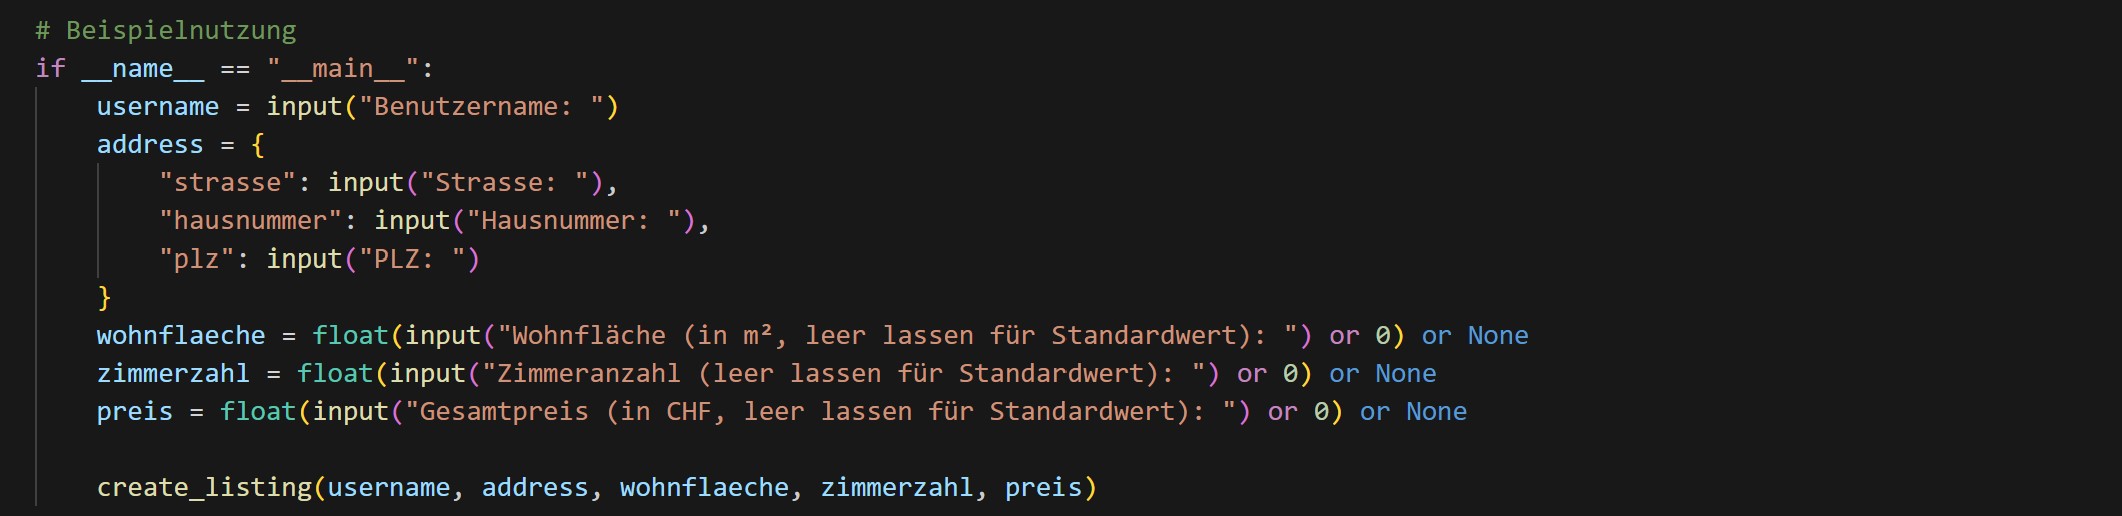 # Beispielnutzung
if __name__ == "__main__":
    username = input("Benutzername: ")
    address = {
        "strasse": input("Strasse: "),
        "hausnummer": input("Hausnummer: "),
        "plz": input("PLZ: ")
    }
    wohnflaeche = float(input("Wohnfläche (in m², leer lassen für Standardwert): ") or 0) or None
    zimmerzahl = float(input("Zimmeranzahl (leer lassen für Standardwert): ") or 0) or None
    preis = float(input("Gesamtpreis (in CHF, leer lassen für Standardwert): ") or 0) or None

    create_listing(username, address, wohnflaeche, zimmerzahl, preis)